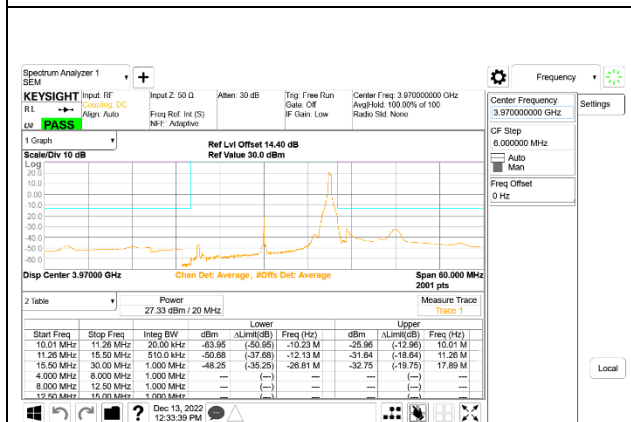 Spectrum Analyzer 1
SEM
Frequency
KEYSIGHT Input: RF Input Z: 50 Ω Atten: 30 dB Trig: Free Run Center Freq: 3.970000000 GHz
RL Coupling: DC Gate: Off Avg|Hold: 100.00% of 100
Align: Auto Freq Ref: Int (S) IF Gain: Low Radio Std: None
PASS NFE: Adaptive
Center Frequency
3.970000000 GHz
Settings
CF Step
6.000000 MHz
Auto
Man
Freq Offset
0 Hz
Local
1 Graph
Ref Lvl Offset 14.40 dB
Scale/Div 10 dB Ref Value 30.0 dBm
Log
20.0
10.0
0.00
-10.0
-20.0
-30.0
-40.0
-50.0
-60.0
Disp Center 3.97000 GHz Chan Det: Average, #Offs Det: Average Span 60.000 MHz
2001 pts
2 Table
Power
27.33 dBm / 20 MHz
Measure Trace
Trace 1
Lower Upper
Start Freq Stop Freq Integ BW dBm ΔLimit(dB) Freq (Hz) dBm ΔLimit(dB) Freq (Hz)
10.01 MHz 11.26 MHz 20.00 kHz -63.95 (-50.95) -10.23 M -25.96 (-12.96) 10.01 M
11.26 MHz 15.50 MHz 510.0 kHz -50.68 (-37.68) -12.13 M -31.64 (-18.64) 11.26 M
15.50 MHz 30.00 MHz 1.000 MHz -48.25 (-35.25) -26.81 M -32.75 (-19.75) 17.89 M
4.000 MHz 8.000 MHz 1.000 MHz --- (---) --- --- (---) ---
8.000 MHz 12.50 MHz 1.000 MHz --- (---) --- --- (---) ---
12.50 MHz 15.00 MHz 1.000 MHz --- (---) --- --- (---) ---
Dec 13, 2022
12:33:39 PM